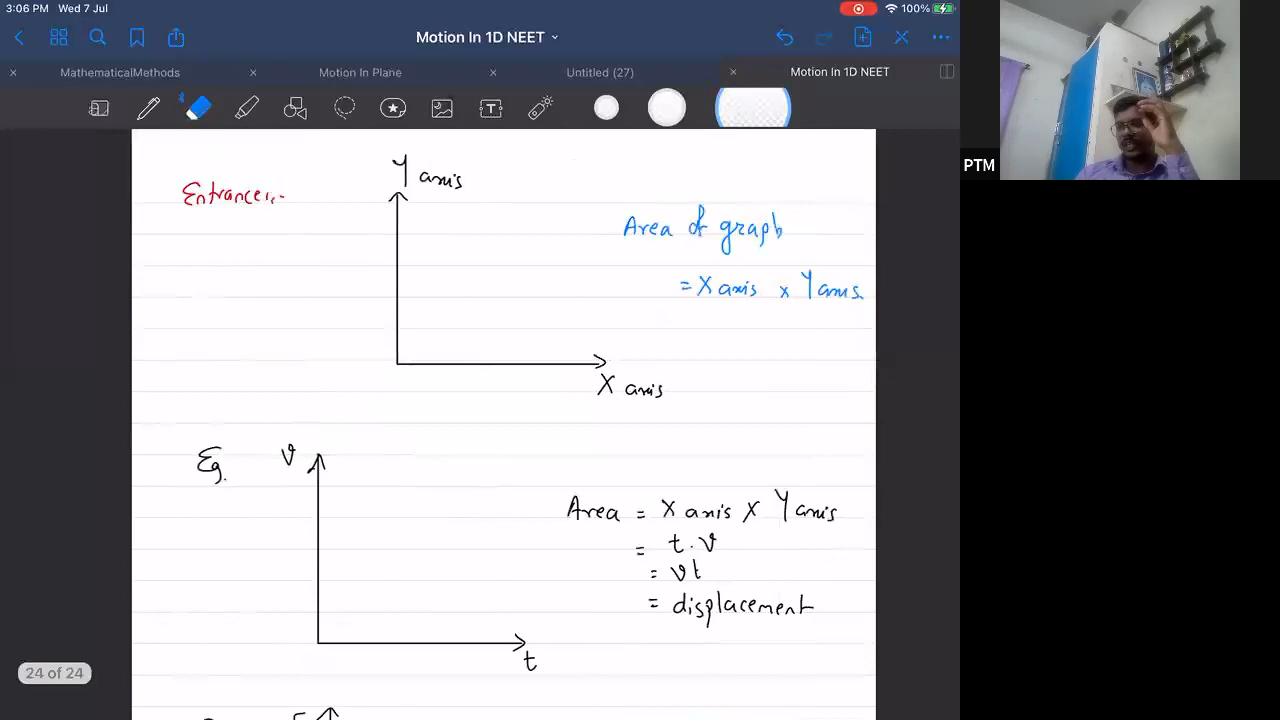 3:06 PM Wed 7 Jul
100%
Motion In 1D NEET
MathematicalMethods
Motion In Plane
Untitled (27)
Motion In 1D NEET
T
PTM
Entrance:-
Y axis
Area of graph
= X axis x Y axis
X axis
Eg.
v
Area = X axis X Y axis
= t . v
= vt
= displacement
t
24 of 24